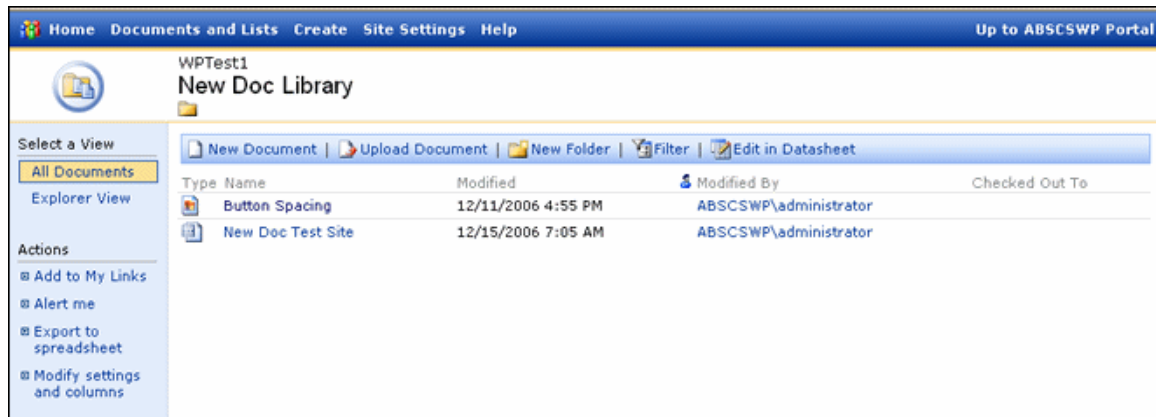 Home Documents and Lists Create Site Settings Help Up to ABSCSWP Portal
WPTest1
New Doc Library
Select a View
All Documents
Explorer View
Actions
Add to My Links
Alert me
Export to
spreadsheet
Modify settings
and columns
New Document | Upload Document | New Folder | Filter | Edit in Datasheet
Type Name Modified Modified By Checked Out To
Button Spacing 12/11/2006 4:55 PM ABSCSWP\administrator
New Doc Test Site 12/15/2006 7:05 AM ABSCSWP\administrator